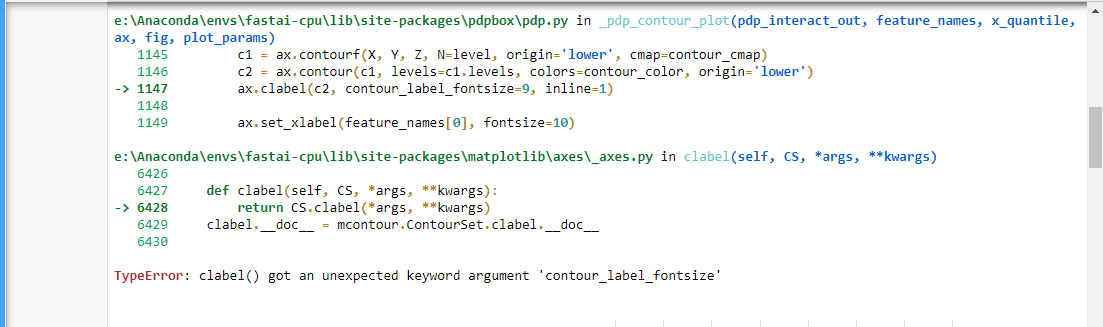 e:\Anaconda\envs\fastai-cpu\lib\site-packages\pdpbox\pdp.py in _pdp_contour_plot(pdp_interact_out, feature_names, x_quantile,
ax, fig, plot_params)
1145 c1 = ax.contourf(X, Y, Z, N=level, origin='lower', cmap=contour_cmap)
1146 c2 = ax.contour(c1, levels=c1.levels, colors=contour_color, origin='lower')
-> 1147 ax.clabel(c2, contour_label_fontsize=9, inline=1)
1148
1149 ax.set_xlabel(feature_names[0], fontsize=10)
e:\Anaconda\envs\fastai-cpu\lib\site-packages\matplotlib\axes\_axes.py in clabel(self, CS, *args, **kwargs)
6426
6427 def clabel(self, CS, *args, **kwargs):
-> 6428 return CS.clabel(*args, **kwargs)
6429 clabel.__doc__ = mcontour.ContourSet.clabel.__doc__
6430
TypeError: clabel() got an unexpected keyword argument 'contour_label_fontsize'